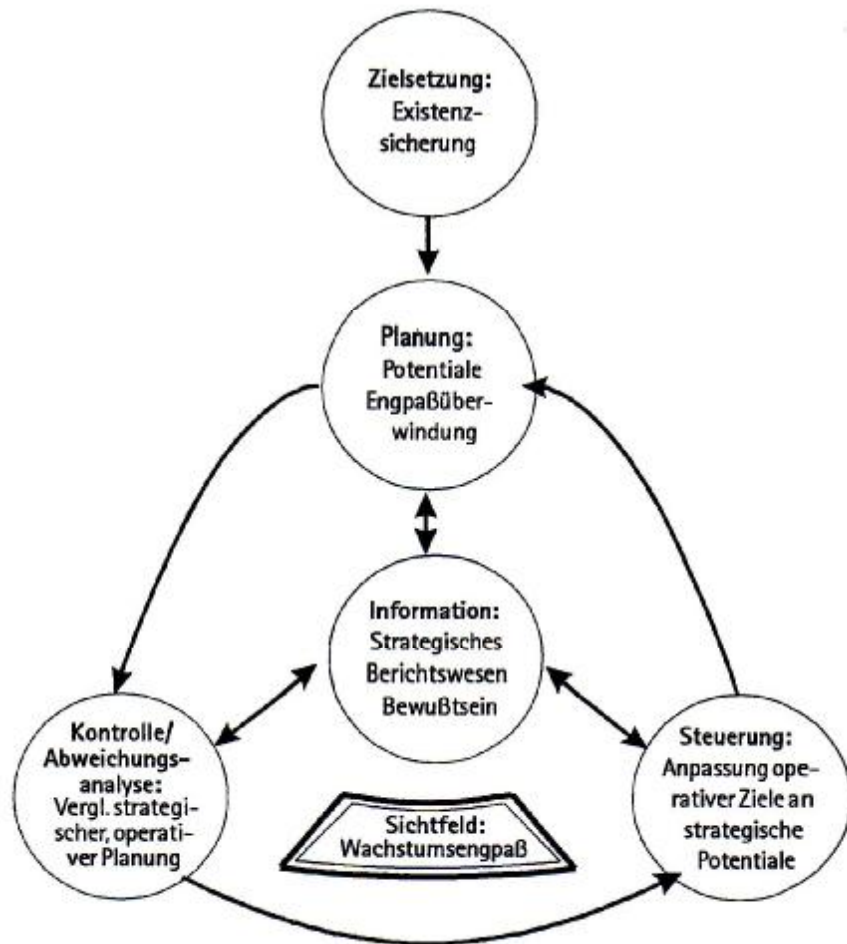 Zielsetzung:
Existenz-
sicherung
Planung:
Potentiale
Engpaßüber-
windung
Information:
Strategisches
Berichtswesen
Bewußtsein
Kontrolle/
Abweichungs-
analyse:
Vergl. strategi-
scher, operati-
ver Planung
Sichtfeld:
Wachstumsengpaß
Steuerung:
Anpassung ope-
rativer Ziele an
strategische
Potentiale